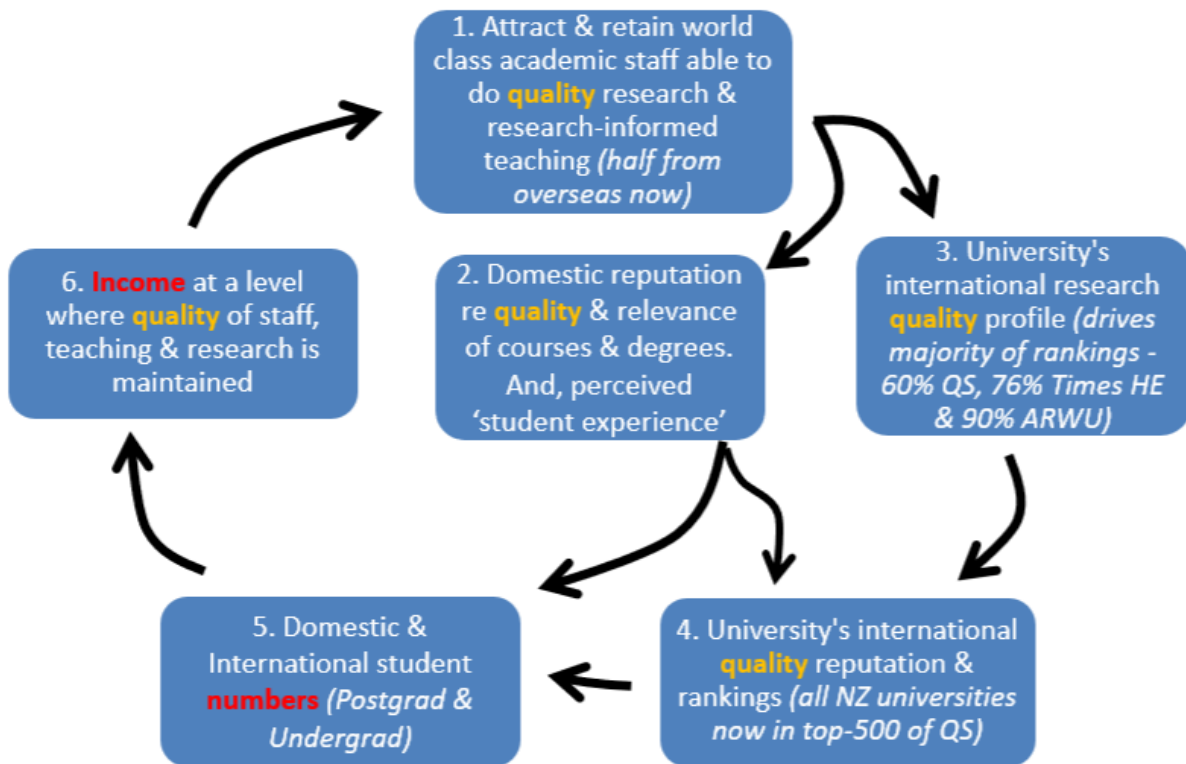 1. Attract & retain world
class academic staff able to
do quality research &
research-informed
teaching (half from
overseas now)
2. Domestic reputation
re quality & relevance
of courses & degrees.
And, perceived
‘student experience’
3. University's
international research
quality profile (drives
majority of rankings -
60% QS, 76% Times HE
& 90% ARWU)
4. University's international
quality reputation &
rankings (all NZ universities
now in top-500 of QS)
5. Domestic &
International student
numbers (Postgrad &
Undergrad)
6. Income at a level
where quality of staff,
teaching & research is
maintained